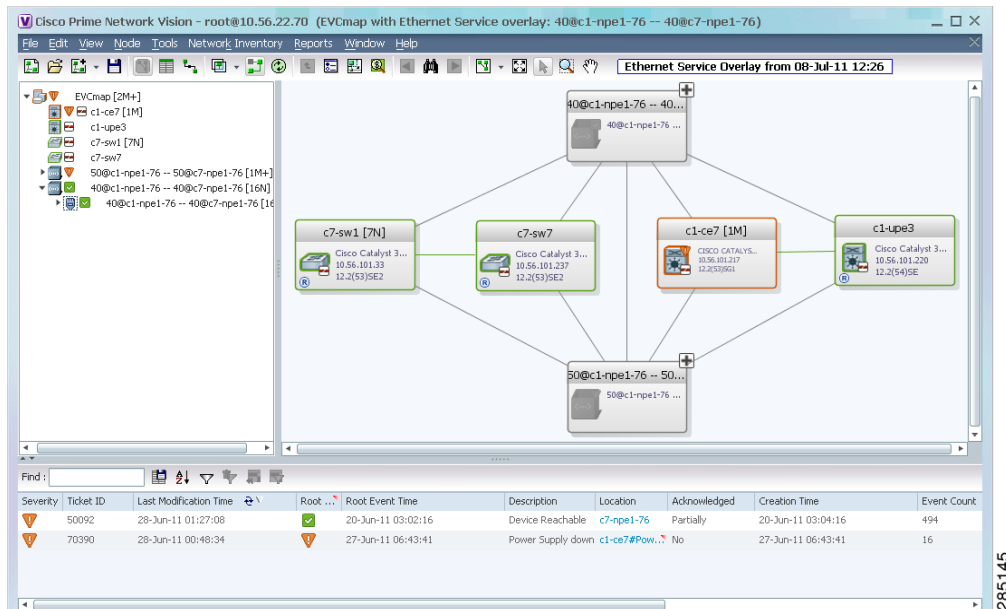 Cisco Prime Network Vision - root@10.56.22.70 (EVCmap with Ethernet Service overlay: 40@c1-npe1-76 -- 40@c7-npe1-76)
File Edit View Node Tools Network Inventory Reports Window Help
Ethernet Service Overlay from 08-Jul-11 12:26
EVCmap [2M+]
c1-ce7 [1M]
c1-upe3
c7-sw1 [7N]
c7-sw7
50@c1-npe1-76 -- 50@c7-npe1-76 [1M+]
40@c1-npe1-76 -- 40@c7-npe1-76 [16N]
40@c1-npe1-76 -- 40@c7-npe1-76 [16
40@c1-npe1-76 -- 40...
40@c1-npe1-76 ...
c7-sw1 [7N]
Cisco Catalyst 3...
10.56.101.33
12.2(53)SE2
c7-sw7
Cisco Catalyst 3...
10.56.101.237
12.2(53)SE2
c1-ce7 [1M]
CISCO CATALYS...
10.56.101.217
12.2(53)SG1
c1-upe3
Cisco Catalyst 3...
10.56.101.220
12.2(54)SE
50@c1-npe1-76 -- 50...
50@c1-npe1-76 ...
Find :
Severity Ticket ID Last Modification Time Root ... Root Event Time Description Location Acknowledged Creation Time Event Count
50092 28-Jun-11 01:27:08 20-Jun-11 03:02:16 Device Reachable c7-npe1-76 Partially 20-Jun-11 03:04:16 494
70390 28-Jun-11 00:48:34 27-Jun-11 06:43:41 Power Supply down c1-ce7#Pow... No 27-Jun-11 06:43:41 16
285145